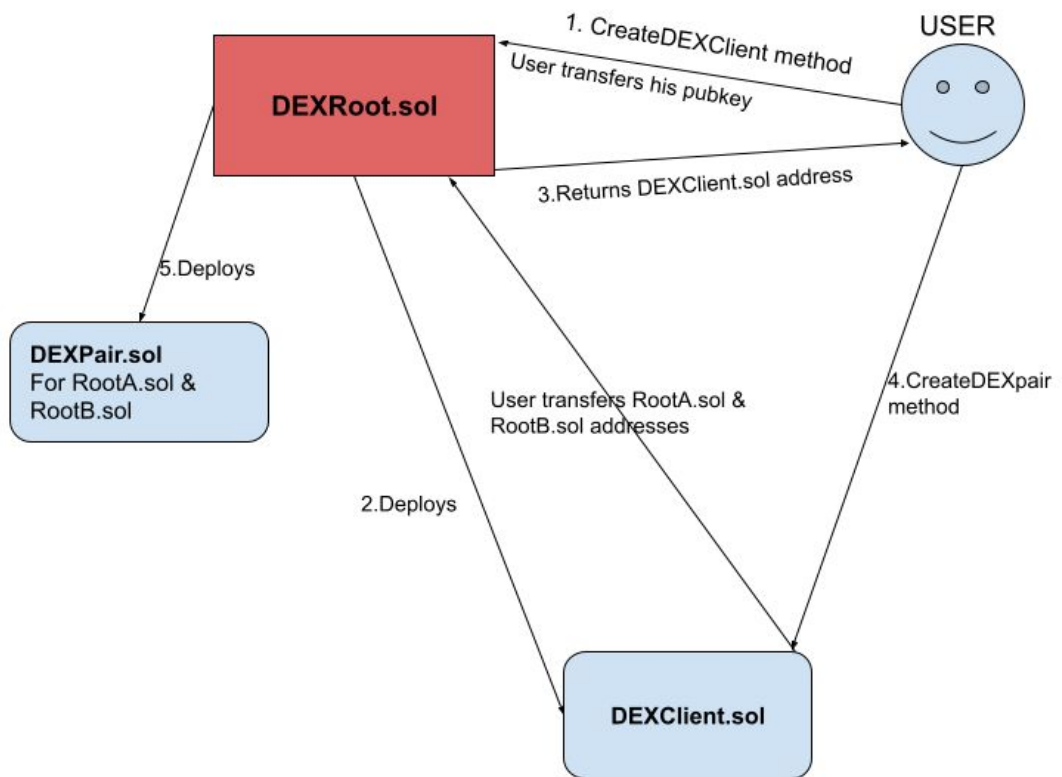 USER
1. CreateDEXClient method
User transfers his pubkey
DEXRoot.sol
3.Returns DEXClient.sol address
5.Deploys
DEXPair.sol
For RootA.sol &
RootB.sol
4.CreateDEXpair
method
User transfers RootA.sol &
RootB.sol addresses
2.Deploys
DEXClient.sol